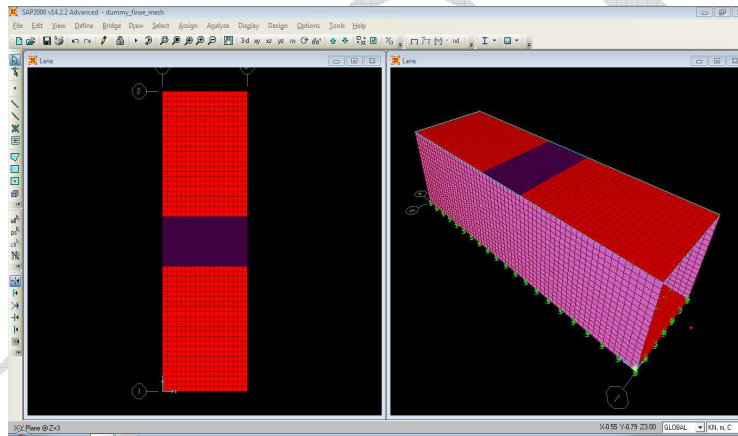 SAP2000 v14.2.2 Advanced - dummy_finae_mesh
File Edit View Define Bridge Draw Select Assign Analyze Display Design Options Tools Help
3-d xy xz yz nv nd
Lane
Lane
2
1
all
X-Y Plane @ Z=3
X-0.55 Y-0.79 Z3.00 GLOBAL KN, m, C